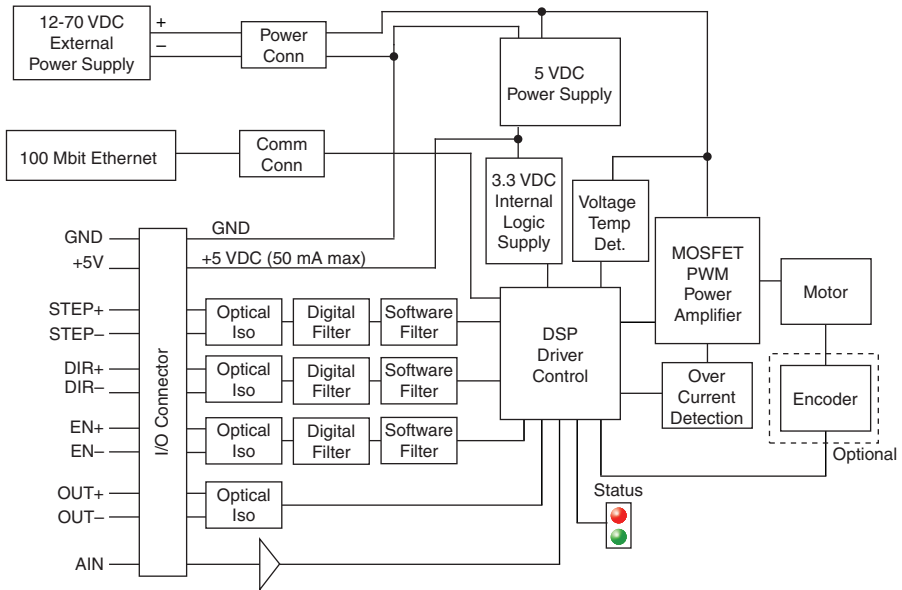 12-70 VDC
External
Power Supply
+
–
Power
Conn
5 VDC
Power Supply
100 Mbit Ethernet
Comm
Conn
3.3 VDC
Internal
Logic
Supply
Voltage
Temp
Det.
MOSFET
PWM
Power
Amplifier
Motor
GND
GND
+5V
+5 VDC (50 mA max)
I/O Connector
STEP+
STEP–
Optical
Iso
Digital
Filter
Software
Filter
DSP
Driver
Control
DIR+
DIR–
Optical
Iso
Digital
Filter
Software
Filter
Over
Current
Detection
Encoder
Optional
EN+
EN–
Optical
Iso
Digital
Filter
Software
Filter
OUT+
OUT–
Optical
Iso
Status
AIN